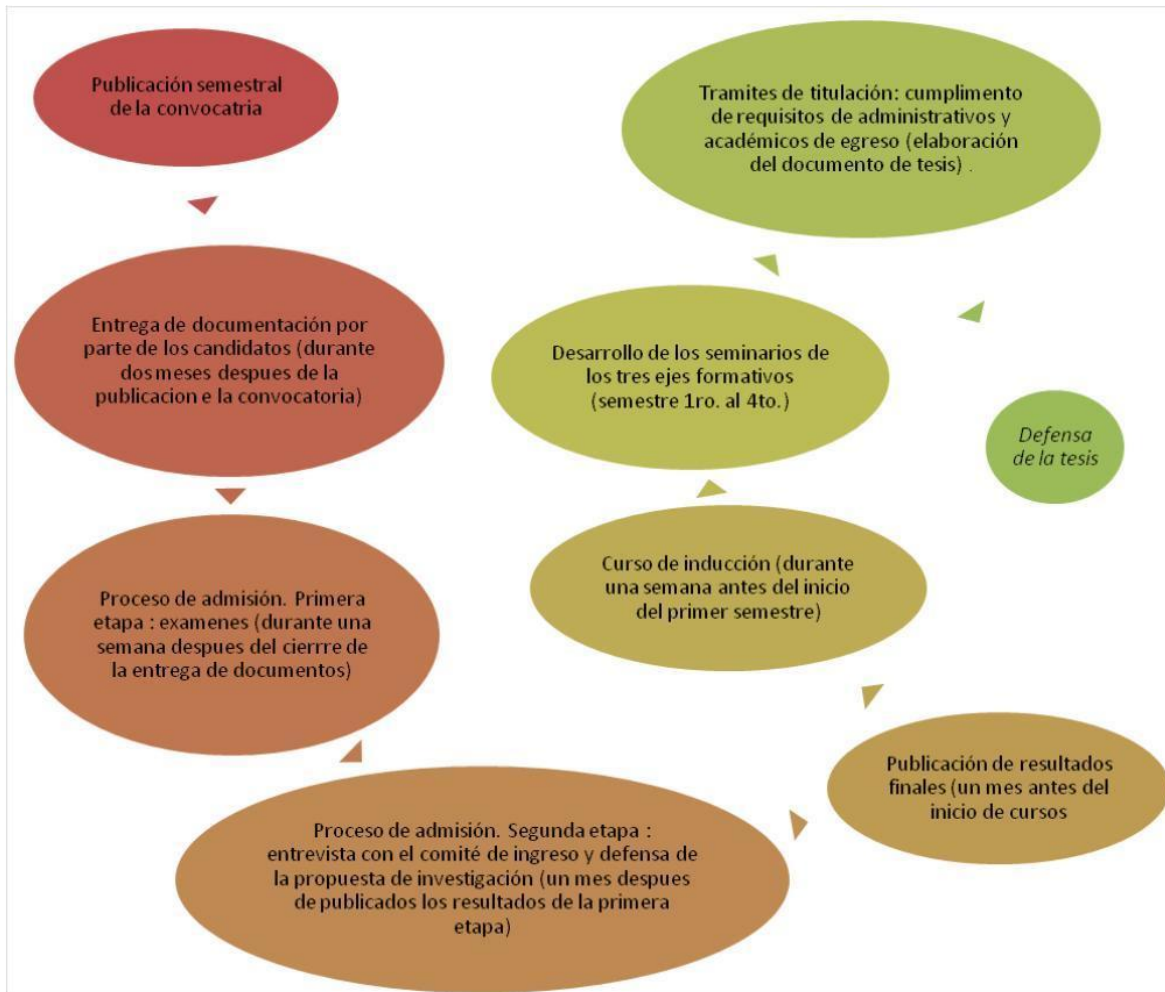 Publicación semestral
de la convocatria
Entrega de documentación por
parte de los candidatos (durante
dos meses despues de la
publicacion e la convocatoria)
Proceso de admisión. Primera
etapa : examenes (durante una
semana despues del cierrre de
la entrega de documentos)
Proceso de admisión. Segunda etapa :
entrevista con el comité de ingreso y defensa de
la propuesta de investigación (un mes despues
de publicados los resultados de la primera
etapa)
Publicación de resultados
finales (un mes antes del
inicio de cursos
Curso de inducción (durante
una semana antes del inicio
del primer semestre)
Desarrollo de los seminarios de
los tres ejes formativos
(semestre 1ro. al 4to.)
Tramites de titulación: cumplimento
de requisitos de administrativos y
académicos de egreso (elaboración
del documento de tesis) .
Defensa
de la tesis